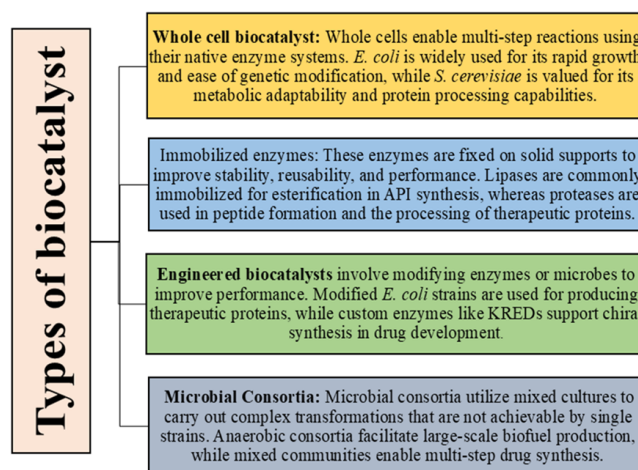 Types of biocatalyst
Whole cell biocatalyst: Whole cells enable multi-step reactions using
their native enzyme systems. E. coli is widely used for its rapid growth
and ease of genetic modification, while S. cerevisiae is valued for its
metabolic adaptability and protein processing capabilities.
Immobilized enzymes: These enzymes are fixed on solid supports to
improve stability, reusability, and performance. Lipases are commonly
immobilized for esterification in API synthesis, whereas proteases are
used in peptide formation and the processing of therapeutic proteins.
Engineered biocatalysts involve modifying enzymes or microbes to
improve performance. Modified E. coli strains are used for producing
therapeutic proteins, while custom enzymes like KREDs support chiral
synthesis in drug development.
Microbial Consortia: Microbial consortia utilize mixed cultures to
carry out complex transformations that are not achievable by single
strains. Anaerobic consortia facilitate large-scale biofuel production,
while mixed communities enable multi-step drug synthesis.